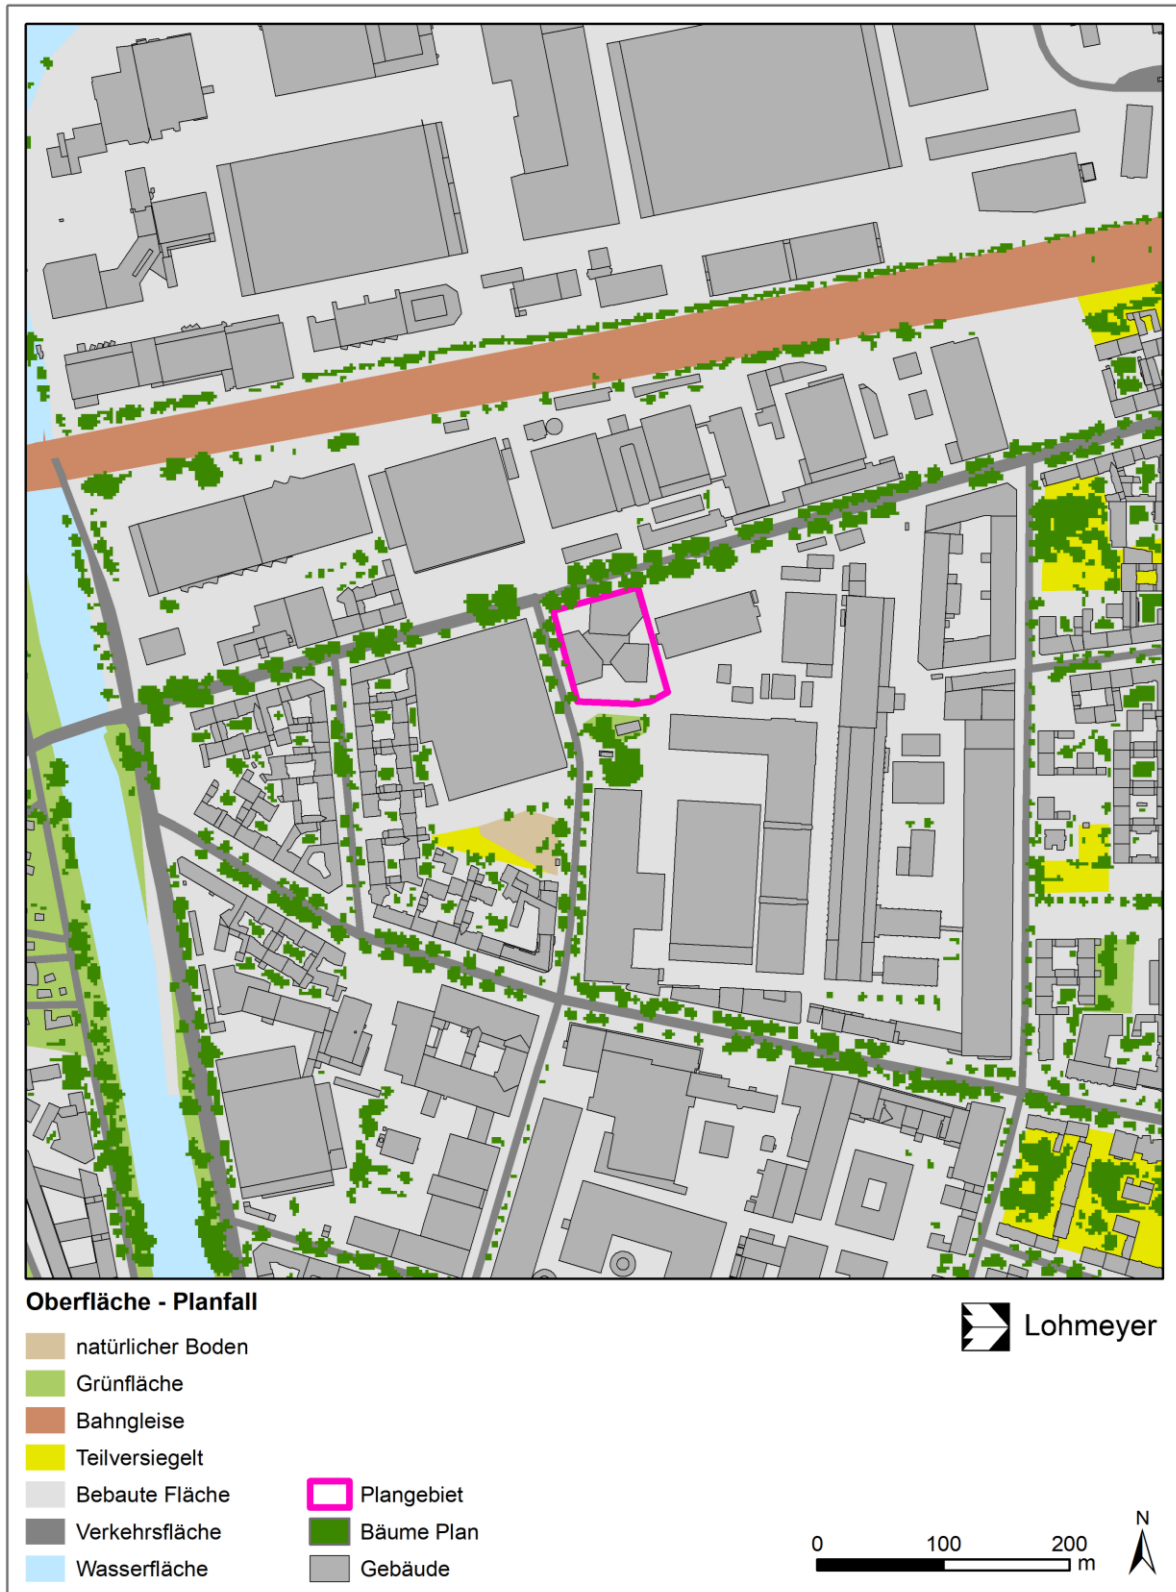 Oberfläche - Planfall
natürlicher Boden
Grünfläche
Bahngleise
Teilversiegelt
Bebaute Fläche
Verkehrsfläche
Wasserfläche
Plangebiet
Bäume Plan
Gebäude
Lohmeyer
N
0 100 200
m